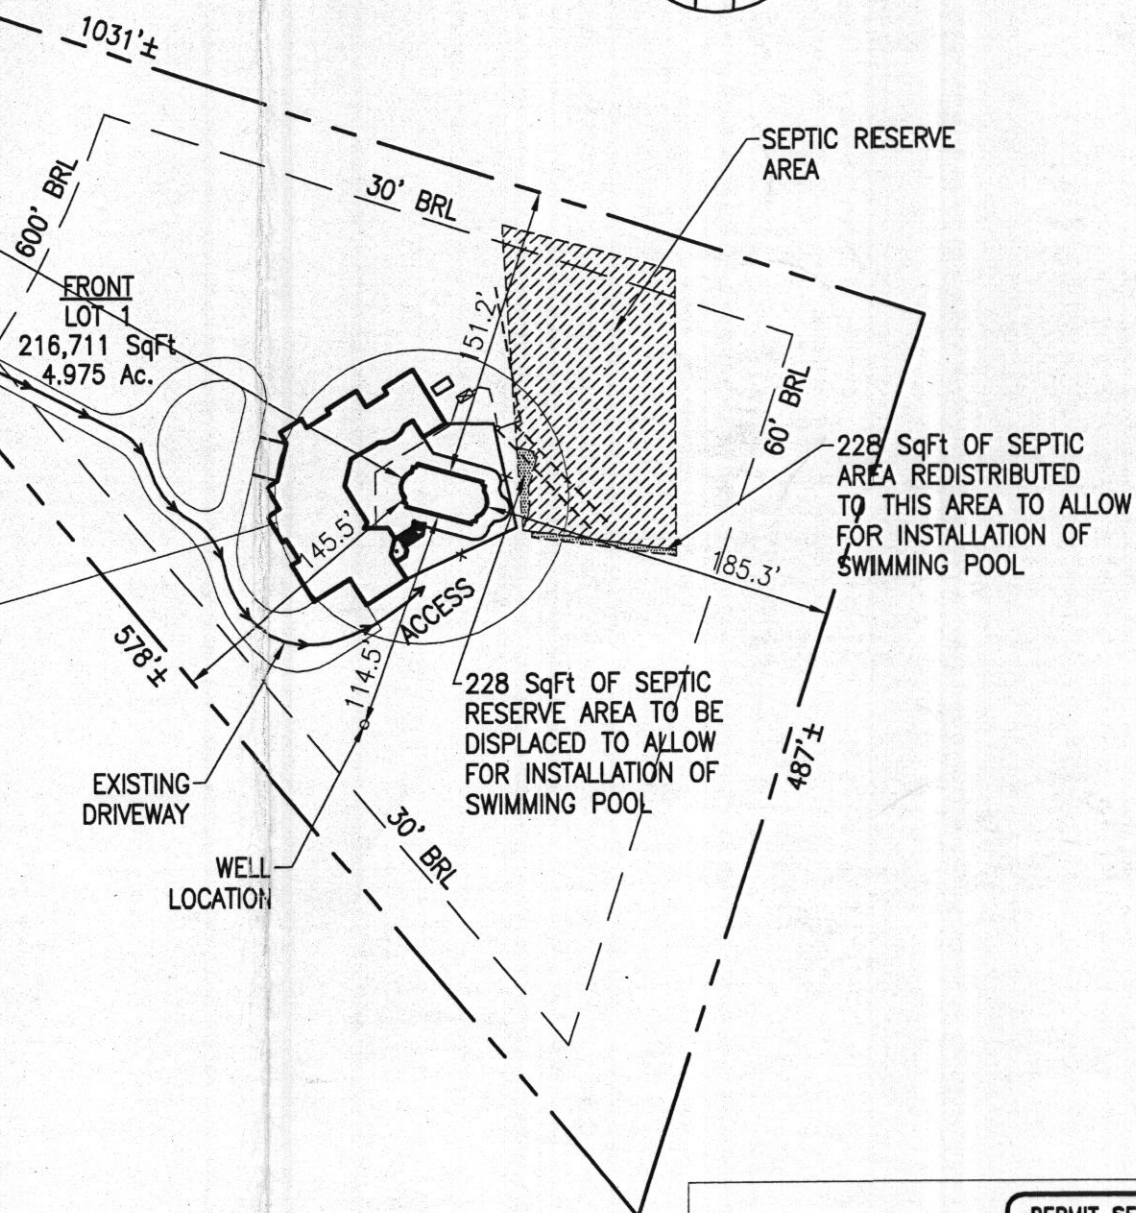 1031'±
SEPTIC RESERVE
AREA
30' BRL
600' BRL
FRONT
LOT 1
216,711 SqFt
4.975 Ac.
151.2'
60' BRL
228 SqFt OF SEPTIC
AREA REDISTRIBUTED
TO THIS AREA TO ALLOW
FOR INSTALLATION OF
SWIMMING POOL
145.5'
185.3'
ACCESS
578'±
114.5'
228 SqFt OF SEPTIC
RESERVE AREA TO BE
DISPLACED TO ALLOW
FOR INSTALLATION OF
SWIMMING POOL
487'±
EXISTING
DRIVEWAY
30' BRL
WELL
LOCATION
PERMIT SE